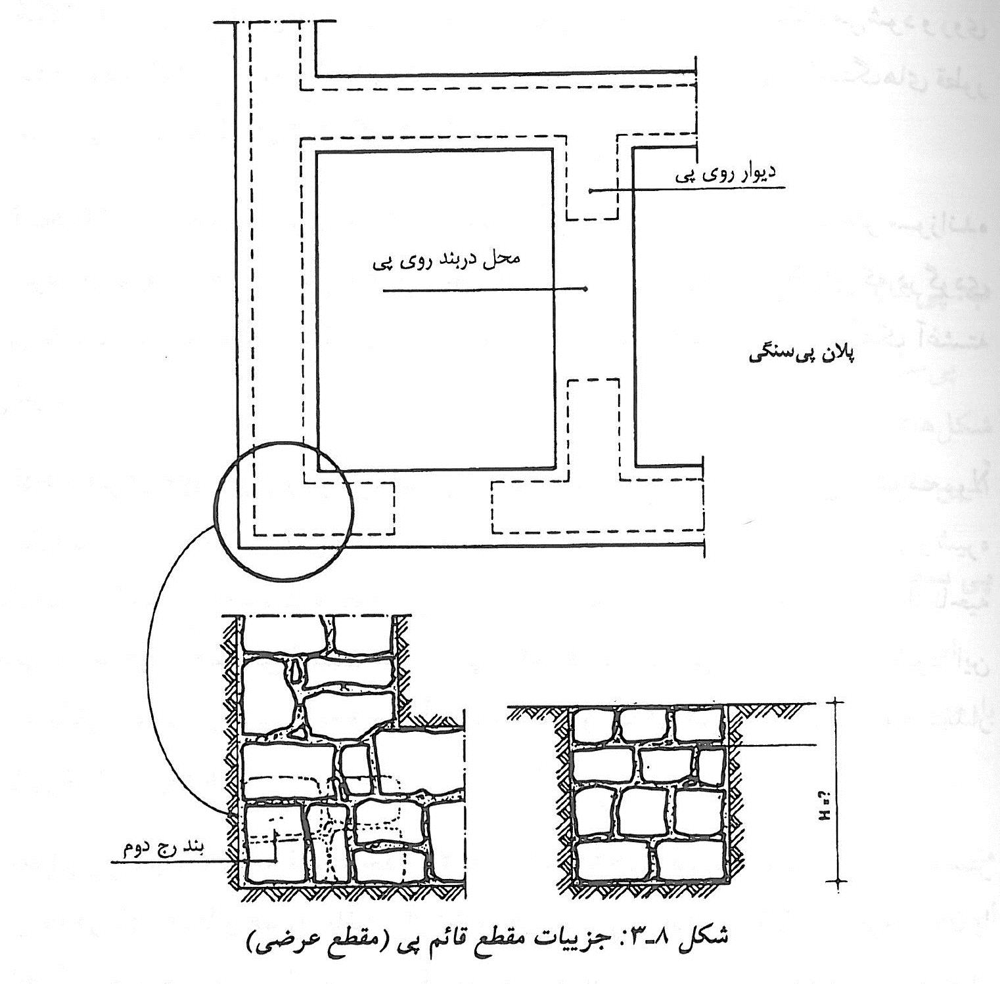 دیوار روی پی
محل دربند روی پی
پلان پی‌سنگی
H=?
بند رج دوم
شکل ۸ـ۳: جزییات مقطع قائم پی (مقطع عرضی)